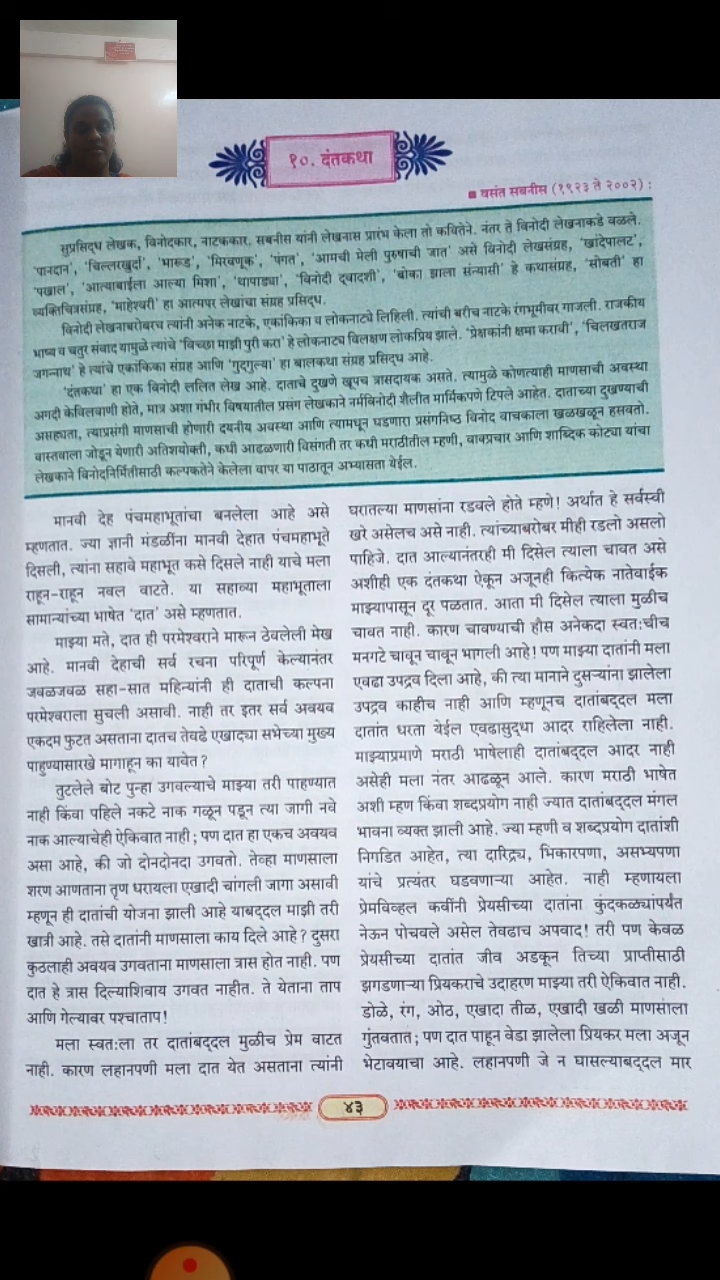 १०. दंतकथा
■ वसंत सबनीस (१९२३ ते २००२) :
सुप्रसिद्ध लेखक, विनोदकार, नाटककार. सबनीस यांनी लेखनास प्रारंभ केला तो कवितेने. नंतर ते विनोदी लेखनाकडे वळले.
'पानदान', 'चिल्लरखुर्दा', 'भारूड', 'मिरवणूक', 'पंगत', 'आमची मेली पुरुषाची जात' असे विनोदी लेखसंग्रह, 'खांदेपालट',
'पखाल', 'आत्याबाईला आल्या मिशा', 'थापाड्या', 'विनोदी द्वादशी', 'बोका झाला संन्यासी' हे कथासंग्रह, 'सोबती' हा
व्यक्तिचित्रसंग्रह, 'माहेश्वरी' हा आत्मपर लेखांचा संग्रह प्रसिद्ध.
विनोदी लेखनाबरोबरच त्यांनी अनेक नाटके, एकांकिका व लोकनाट्ये लिहिली. त्यांची बरीच नाटके रंगभूमीवर गाजली. राजकीय
भाष्य व चतुर संवाद यामुळे त्यांचे 'विच्छा माझी पुरी करा' हे लोकनाट्य विलक्षण लोकप्रिय झाले. 'प्रेक्षकांनी क्षमा करावी', 'चिलखतराज
जगन्नाथ' हे त्यांचे एकांकिका संग्रह आणि 'गुदगुल्या' हा बालकथा संग्रह प्रसिद्ध आहे.
'दंतकथा' हा एक विनोदी ललित लेख आहे. दाताचे दुखणे खूपच त्रासदायक असते. त्यामुळे कोणत्याही माणसाची अवस्था
अगदी केविलवाणी होते, मात्र अशा गंभीर विषयातील प्रसंग लेखकाने नर्मविनोदी शैलीत मार्मिकपणे टिपले आहेत. दाताच्या दुखण्याची
असह्यता, त्याप्रसंगी माणसाची होणारी दयनीय अवस्था आणि त्यामधून घडणारा प्रसंगनिष्ठ विनोद वाचकाला खळखळून हसवतो.
वास्तवाला जोडून येणारी अतिशयोक्ती, कधी आढळणारी विसंगती तर कधी मराठीतील म्हणी, वाक्प्रचार आणि शाब्दिक कोट्या यांचा
लेखकाने विनोदनिर्मितीसाठी कल्पकतेने केलेला वापर या पाठातून अभ्यासता येईल.
मानवी देह पंचमहाभूतांचा बनलेला आहे असे
म्हणतात. ज्या ज्ञानी मंडळींना मानवी देहात पंचमहाभूते
दिसली, त्यांना सहावे महाभूत कसे दिसले नाही याचे मला
राहून-राहून नवल वाटते. या सहाव्या महाभूताला
सामान्यांच्या भाषेत 'दात' असे म्हणतात.
माझ्या मते, दात ही परमेश्वराने मारून ठेवलेली मेख
आहे. मानवी देहाची सर्व रचना परिपूर्ण केल्यानंतर
जवळजवळ सहा-सात महिन्यांनी ही दाताची कल्पना
परमेश्वराला सुचली असावी. नाही तर इतर सर्व अवयव
एकदम फुटत असताना दातच तेवढे एखाद्या सभेच्या मुख्य
पाहुण्यासारखे मागाहून का यावेत ?
तुटलेले बोट पुन्हा उगवल्याचे माझ्या तरी पाहण्यात
नाही किंवा पहिले नकटे नाक गळून पडून त्या जागी नवे
नाक आल्याचेही ऐकिवात नाही ; पण दात हा एकच अवयव
असा आहे, की जो दोनदोनदा उगवतो. तेव्हा माणसाला
शरण आणताना तृण धरायला एखादी चांगली जागा असावी
म्हणून ही दातांची योजना झाली आहे याबद्दल माझी तरी
खात्री आहे. तसे दातांनी माणसाला काय दिले आहे ? दुसरा
कुठलाही अवयव उगवताना माणसाला त्रास होत नाही. पण
दात हे त्रास दिल्याशिवाय उगवत नाहीत. ते येताना ताप
आणि गेल्यावर पश्चाताप!
मला स्वतःला तर दातांबद्दल मुळीच प्रेम वाटत
नाही. कारण लहानपणी मला दात येत असताना त्यांनी
घरातल्या माणसांना रडवले होते म्हणे! अर्थात हे सर्वस्वी
खरे असेलच असे नाही. त्यांच्याबरोबर मीही रडलो असलो
पाहिजे. दात आल्यानंतरही मी दिसेल त्याला चावत असे
अशीही एक दंतकथा ऐकून अजूनही कित्येक नातेवाईक
माझ्यापासून दूर पळतात. आता मी दिसेल त्याला मुळीच
चावत नाही. कारण चावण्याची हौस अनेकदा स्वतःचीच
मनगटे चावून चावून भागली आहे! पण माझ्या दातांनी मला
एवढा उपद्रव दिला आहे, की त्या मानाने दुसऱ्यांना झालेला
उपद्रव काहीच नाही आणि म्हणूनच दातांबद्दल मला
दातांत धरता येईल एवढासुद्धा आदर राहिलेला नाही.
माझ्याप्रमाणे मराठी भाषेलाही दातांबद्दल आदर नाही
असेही मला नंतर आढळून आले. कारण मराठी भाषेत
अशी म्हण किंवा शब्दप्रयोग नाही ज्यात दातांबद्दल मंगल
भावना व्यक्त झाली आहे. ज्या म्हणी व शब्दप्रयोग दातांशी
निगडित आहेत, त्या दारिद्र्य, भिकारपणा, असभ्यपणा
यांचे प्रत्यंतर घडवणाऱ्या आहेत. नाही म्हणायला
प्रेमविव्हल कवींनी प्रेयसीच्या दातांना कुंदकळ्यांपर्यंत
नेऊन पोचवले असेल तेवढाच अपवाद! तरी पण केवळ
प्रेयसीच्या दातांत जीव अडकून तिच्या प्राप्तीसाठी
झगडणाऱ्या प्रियकराचे उदाहरण माझ्या तरी ऐकिवात नाही.
डोळे, रंग, ओठ, एखादा तीळ, एखादी खळी माणसाला
गुंतवतात ; पण दात पाहून वेडा झालेला प्रियकर मला अजून
भेटावयाचा आहे. लहानपणी जे न घासल्याबद्दल मार
४३